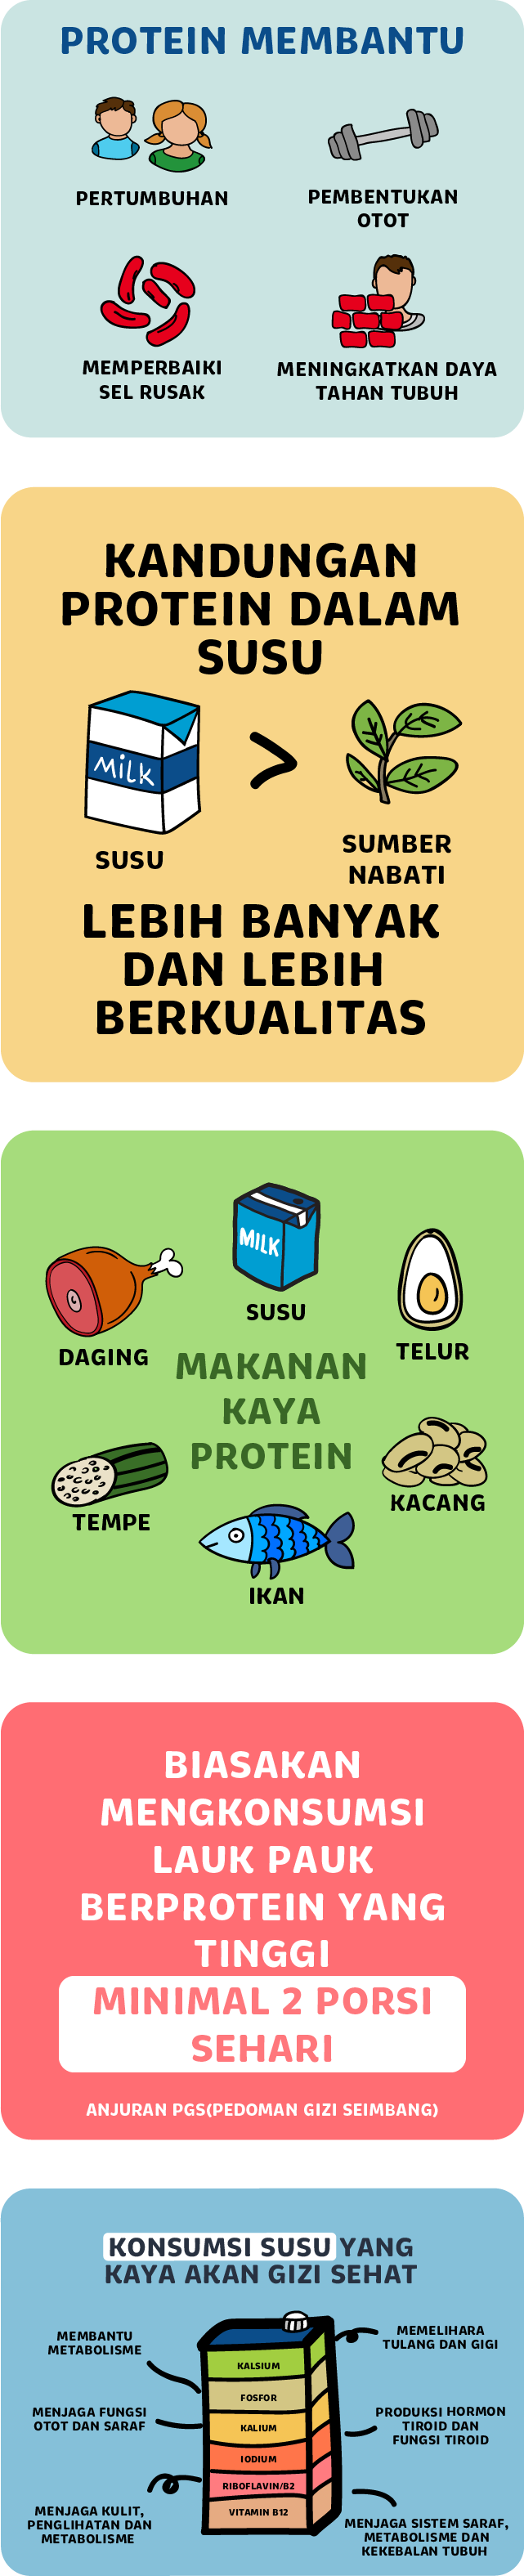 PROTEIN MEMBANTU
PERTUMBUHAN
PEMBENTUKAN
OTOT
MEMPERBAIKI
SEL RUSAK
MENINGKATKAN DAYA
TAHAN TUBUH
KANDUNGAN
PROTEIN DALAM
SUSU
MILK
>
SUSU
SUMBER
NABATI
LEBIH BANYAK
DAN LEBIH
BERKUALITAS
MILK
SUSU
DAGING
TELUR
MAKANAN
KAYA
PROTEIN
TEMPE
KACANG
IKAN
BIASAKAN
MENGKONSUMSI
LAUK PAUK
BERPROTEIN YANG
TINGGI
MINIMAL 2 PORSI
SEHARI
ANJURAN PGS(PEDOMAN GIZI SEIMBANG)
KONSUMSI SUSU YANG
KAYA AKAN GIZI SEHAT
MEMBANTU
METABOLISME
MEMELIHARA
TULANG DAN GIGI
KALSIUM
FOSFOR
KALIUM
IODIUM
RIBOFLAVIN/B2
VITAMIN B12
MENJAGA FUNGSI
OTOT DAN SARAF
PRODUKSI HORMON
TIROID DAN
FUNGSI TIROID
MENJAGA KULIT,
PENGLIHATAN DAN
METABOLISME
MENJAGA SISTEM SARAF,
METABOLISME DAN
KEKEBALAN TUBUH